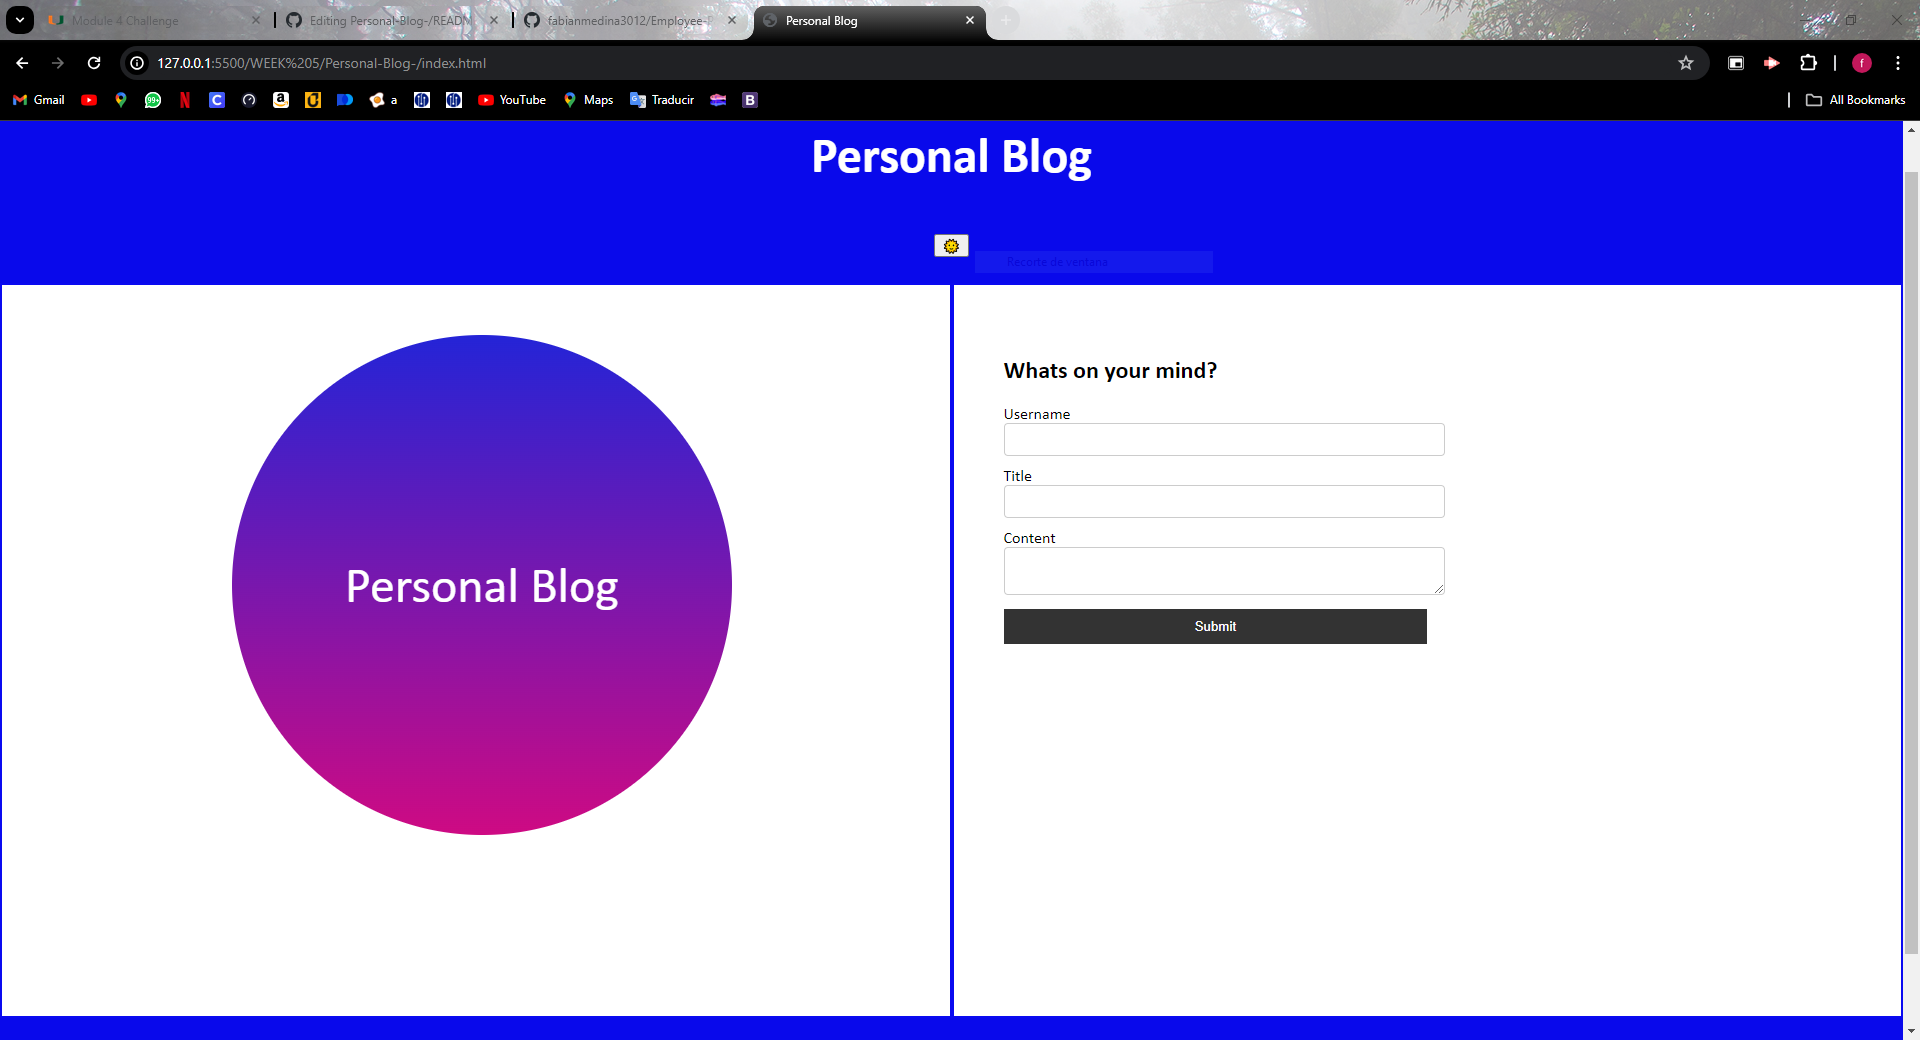 Module 4 Challenge
Editing Personal-Blog-/READM
fabianmedina3012/Employee-P
Personal Blog
127.0.0.1:5500/WEEK%205/Personal-Blog-/index.html
f
Gmail
99+
C
a
a
YouTube
Maps
Traducir
B
All Bookmarks
Personal Blog
Recorte de ventana
Personal Blog
Whats on your mind?
Username
Title
Content
Submit